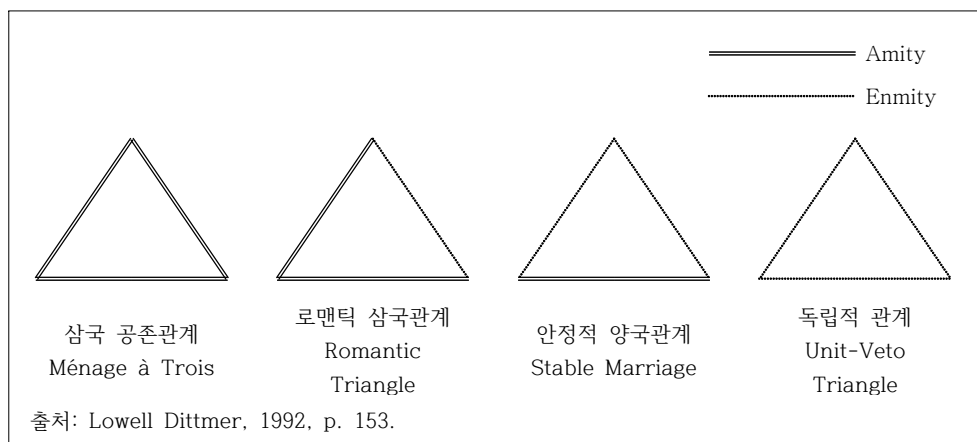 Amity
Enmity
삼국 공존관계
Ménage à Trois
로맨틱 삼국관계
Romantic
Triangle
안정적 양국관계
Stable Marriage
독립적 관계
Unit-Veto
Triangle
출처: Lowell Dittmer, 1992, p. 153.